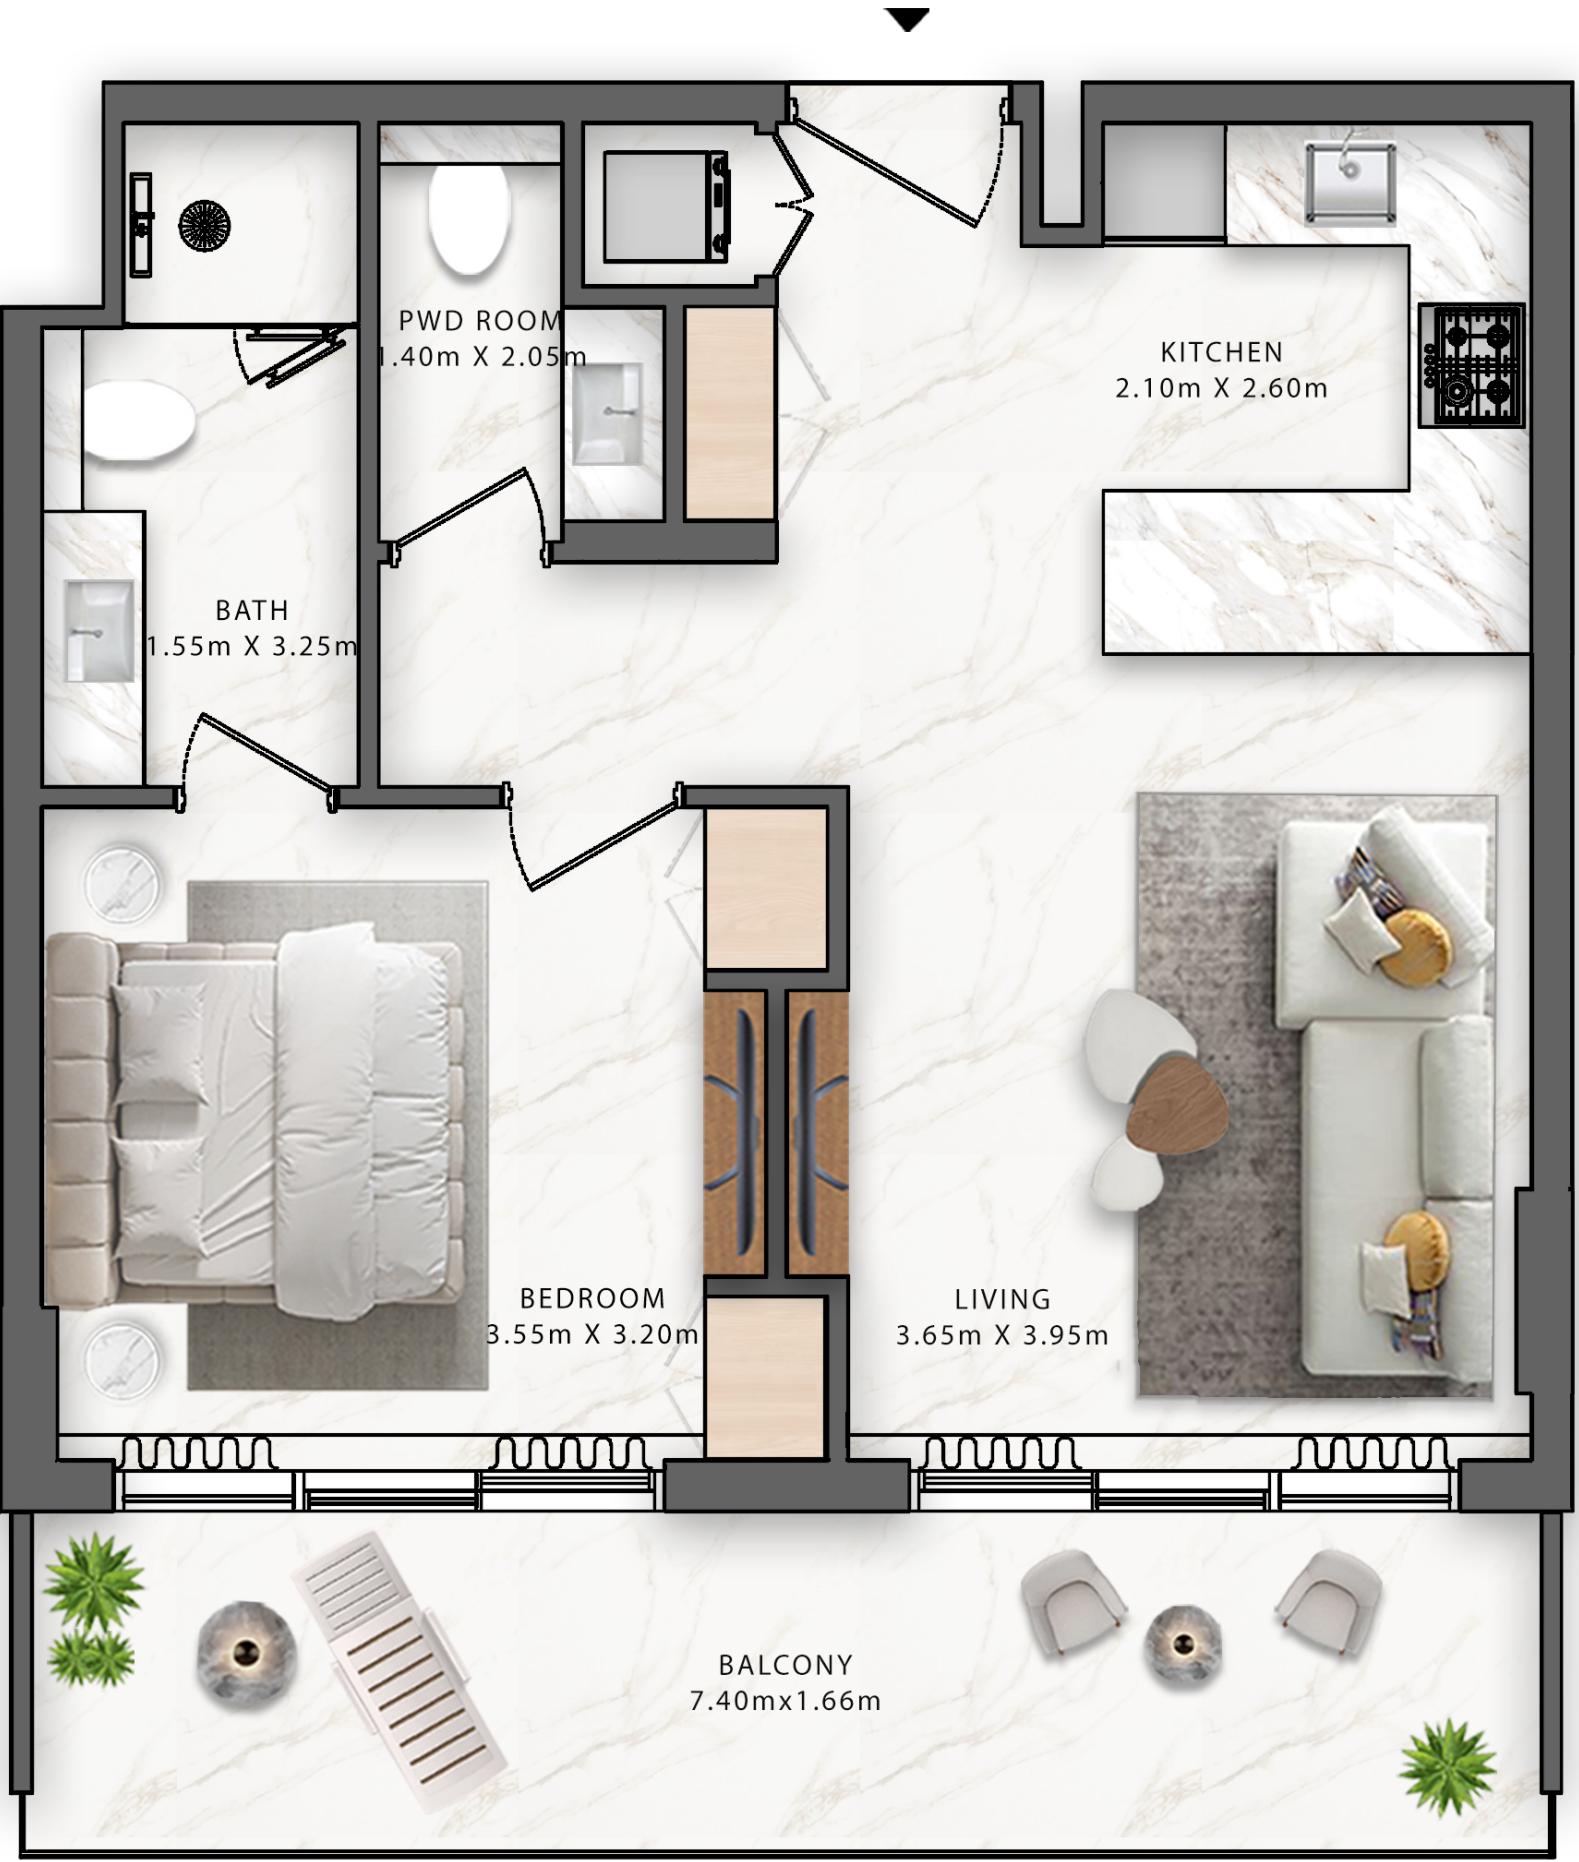 PWD ROOM
1.40m X 2.05m
KITCHEN
2.10m X 2.60m
BATH
1.55m X 3.25m
BEDROOM
3.55m X 3.20m
LIVING
3.65m X 3.95m
BALCONY
7.40mx1.66m